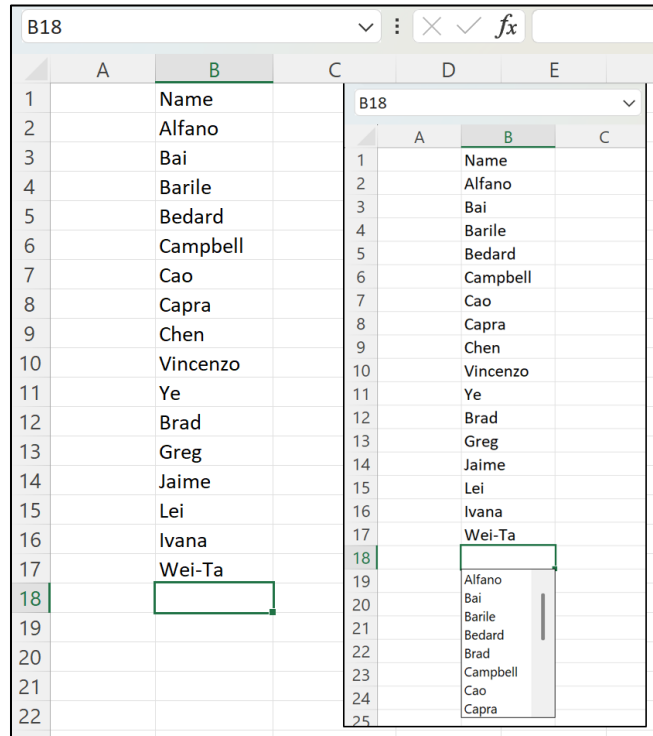 B18 fx
A B C D E
1 Name
2 Alfano
3 Bai
4 Barile
5 Bedard
6 Campbell
7 Cao
8 Capra
9 Chen
10 Vincenzo
11 Ye
12 Brad
13 Greg
14 Jaime
15 Lei
16 Ivana
17 Wei-Ta
18
19
20
21
22
B18
A B C
1 Name
2 Alfano
3 Bai
4 Barile
5 Bedard
6 Campbell
7 Cao
8 Capra
9 Chen
10 Vincenzo
11 Ye
12 Brad
13 Greg
14 Jaime
15 Lei
16 Ivana
17 Wei-Ta
18
19
20
21
22
23
24
25
Alfano
Bai
Barile
Bedard
Brad
Campbell
Cao
Capra